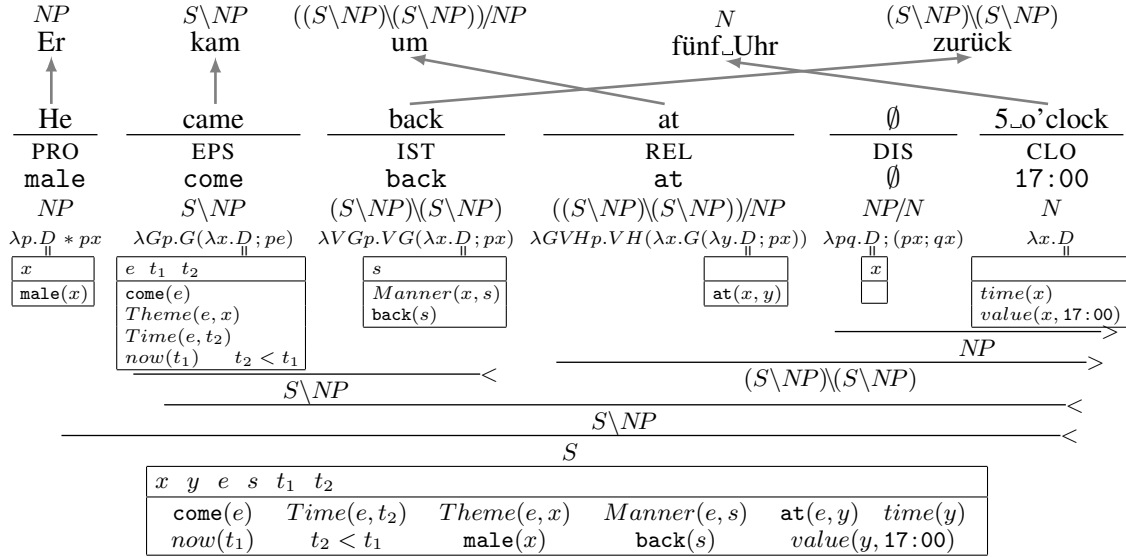 NP S\NP ((S\NP)\(S\NP))/NP N (S\NP)\(S\NP)
Er kam um fünf␣Uhr zurück
He came back at ∅ 5␣o'clock
PRO EPS IST REL DIS CLO
male come back at ∅ 17:00
NP S\NP (S\NP)\(S\NP) ((S\NP)\(S\NP))/NP NP/N N
λp.D ∗ px λGp.G(λx.D; pe) λVGp.VG(λx.D; px) λGVHp.VH(λx.G(λy.D; px)) λpq.D; (px; qx) λx.D
= = = = = =
x e t₁ t₂ s x
male(x) come(e) Manner(x, s) at(x, y) time(x)
Theme(e, x) back(s) value(x, 17:00)
Time(e, t₂)
now(t₁) t₂ < t₁
>
NP
< >
S\NP (S\NP)\(S\NP)
<
S\NP
<
S
x y e s t₁ t₂
come(e) Time(e, t₂) Theme(e, x) Manner(e, s) at(e, y) time(y)
now(t₁) t₂ < t₁ male(x) back(s) value(y, 17:00)